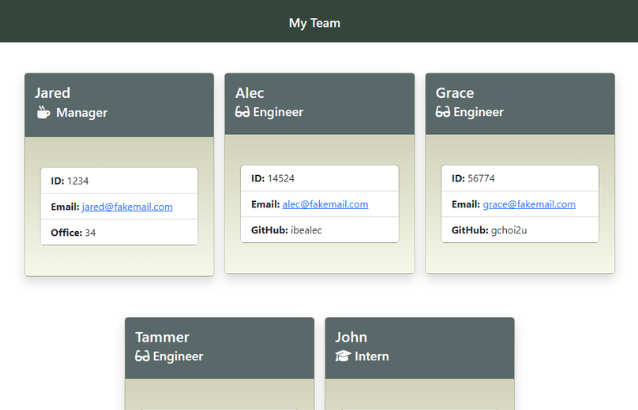 My Team
Jared
Manager
ID: 1234
Email: jared@fakemail.com
Office: 34
Alec
Engineer
ID: 14524
Email: alec@fakemail.com
GitHub: ibealec
Grace
Engineer
ID: 56774
Email: grace@fakemail.com
GitHub: gchoi2u
Tammer
Engineer
John
Intern